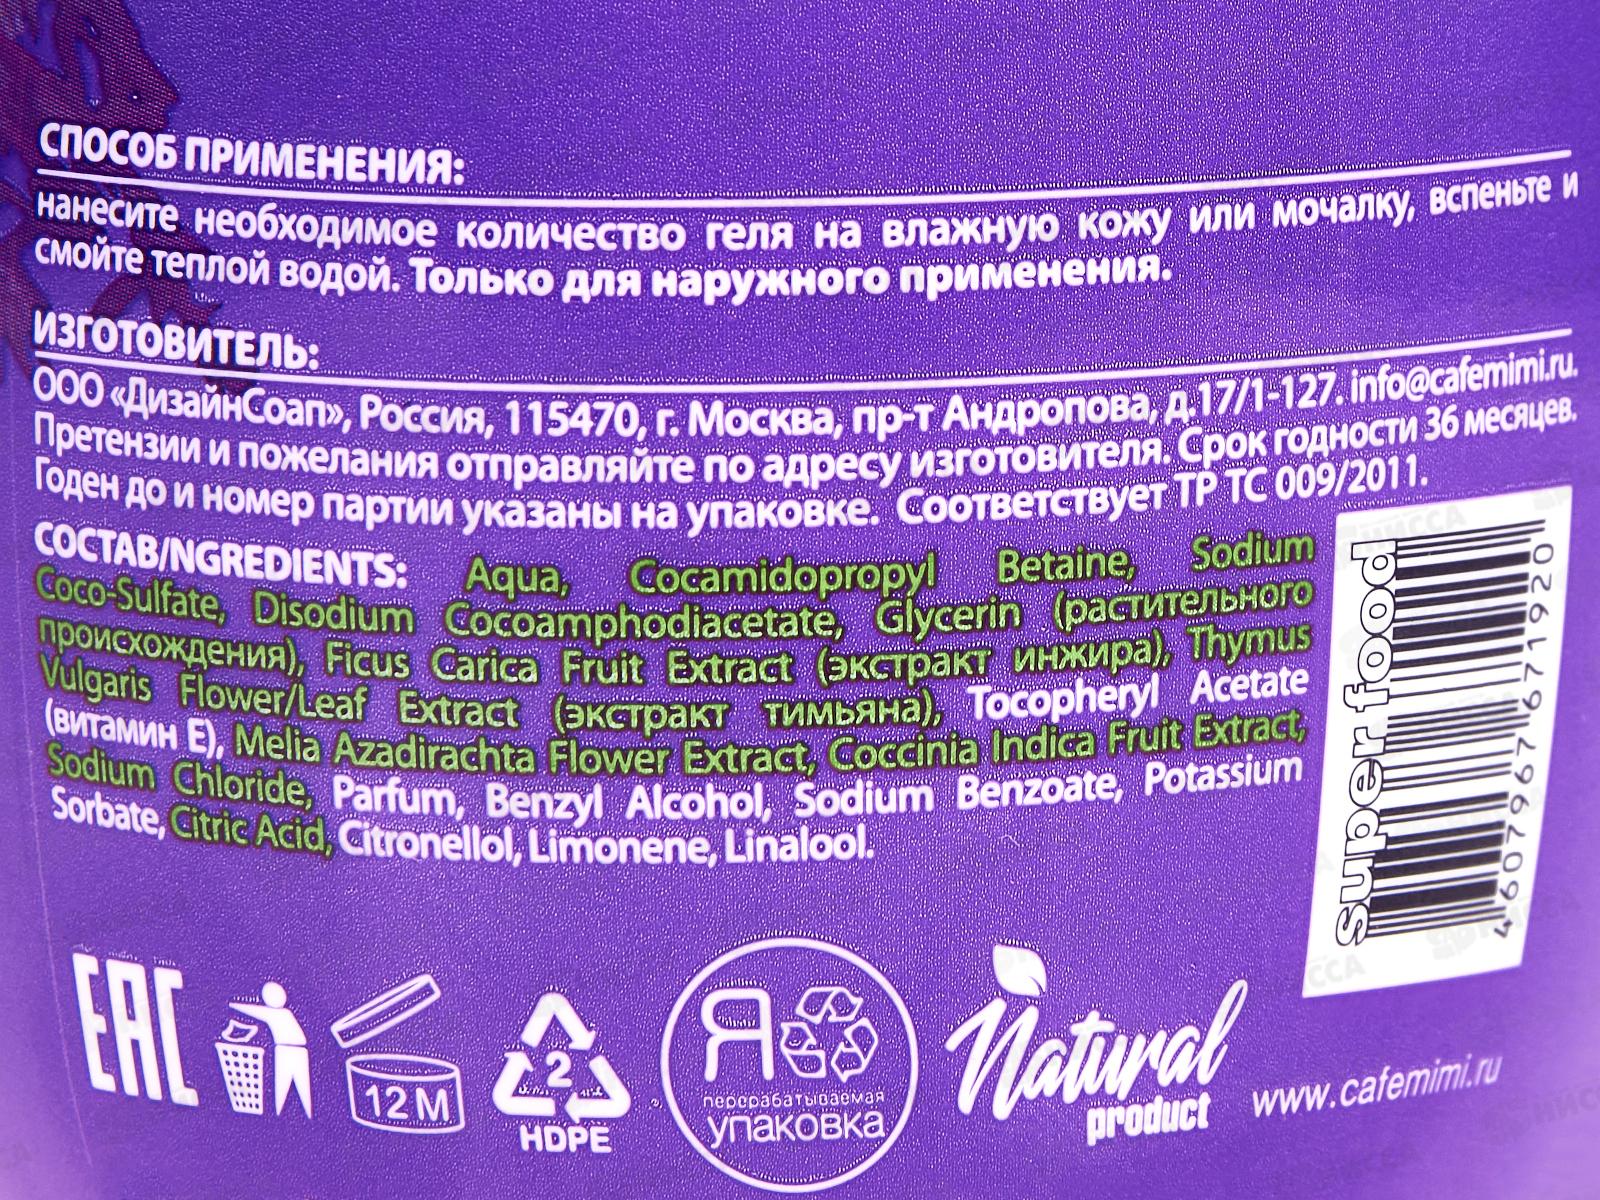 СПОСОБ ПРИМЕНЕНИЯ:
нанесите необходимое количество геля на влажную кожу или мочалку, вспеньте и
смойте теплой водой. Только для наружного применения.
ИЗГОТОВИТЕЛЬ:
ООО «ДизайнСоап», Россия, 115470, г. Москва, пр-т Андропова, д.17/1-127. info@cafemimi.ru.
Претензии и пожелания отправляйте по адресу изготовителя. Срок годности 36 месяцев.
Годен до и номер партии указаны на упаковке. Соответствует ТР ТС 009/2011.
СОСТАВ/NGREDIENTS: Aqua, Cocamidopropyl Betaine, Sodium
Coco-Sulfate, Disodium Cocoamphodiacetate, Glycerin (растительного
происхождения), Ficus Carica Fruit Extract (экстракт инжира), Thymus
Vulgaris Flower/Leaf Extract (экстракт тимьяна), Tocopheryl Acetate
(витамин Е), Melia Azadirachta Flower Extract, Coccinia Indica Fruit Extract,
Sodium Chloride, Parfum, Benzyl Alcohol, Sodium Benzoate, Potassium
Sorbate, Citric Acid, Citronellol, Limonene, Linalool.
super food
4 607967 671920
EAC
12M
2
HDPE
Я
перерабатываемая
упаковка
Natural
product
www.cafemimi.ru